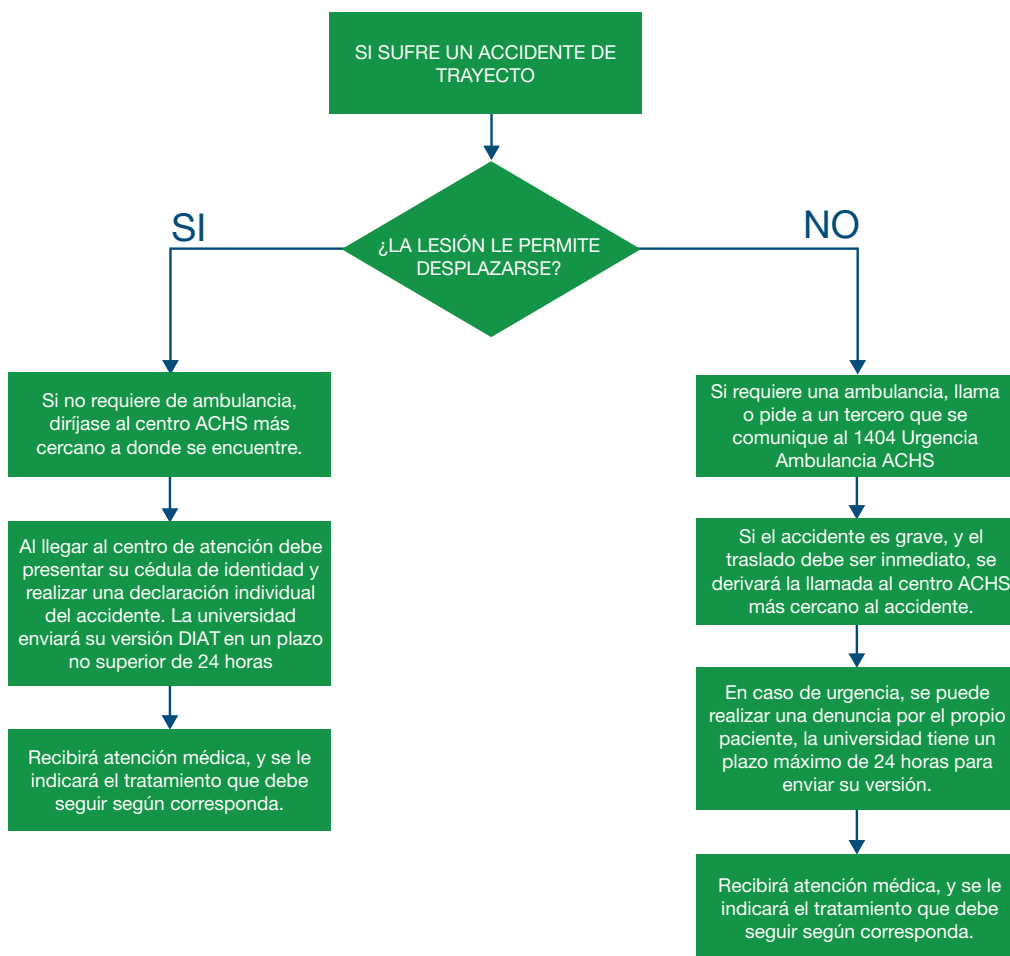 SI SUFRE UN ACCIDENTE DE
TRAYECTO
¿LA LESIÓN LE PERMITE
DESPLAZARSE?
SI
Si no requiere de ambulancia,
diríjase al centro ACHS más
cercano a donde se encuentre.
Al llegar al centro de atención debe
presentar su cédula de identidad y
realizar una declaración individual
del accidente. La universidad
enviará su versión DIAT en un plazo
no superior de 24 horas
Recibirá atención médica, y se le
indicará el tratamiento que debe
seguir según corresponda.
NO
Si requiere una ambulancia, llama
o pide a un tercero que se
comunique al 1404 Urgencia
Ambulancia ACHS
Si el accidente es grave, y el
traslado debe ser inmediato, se
derivará la llamada al centro ACHS
más cercano al accidente.
En caso de urgencia, se puede
realizar una denuncia por el propio
paciente, la universidad tiene un
plazo máximo de 24 horas para
enviar su versión.
Recibirá atención médica, y se le
indicará el tratamiento que debe
seguir según corresponda.